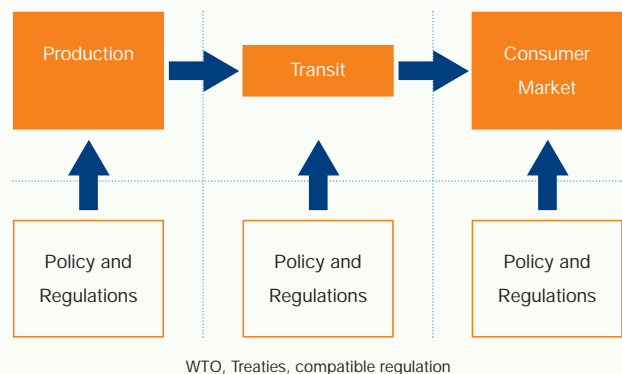 Production
Transit
Consumer
Market
Policy and
Regulations
Policy and
Regulations
Policy and
Regulations
WTO, Treaties, compatible regulation